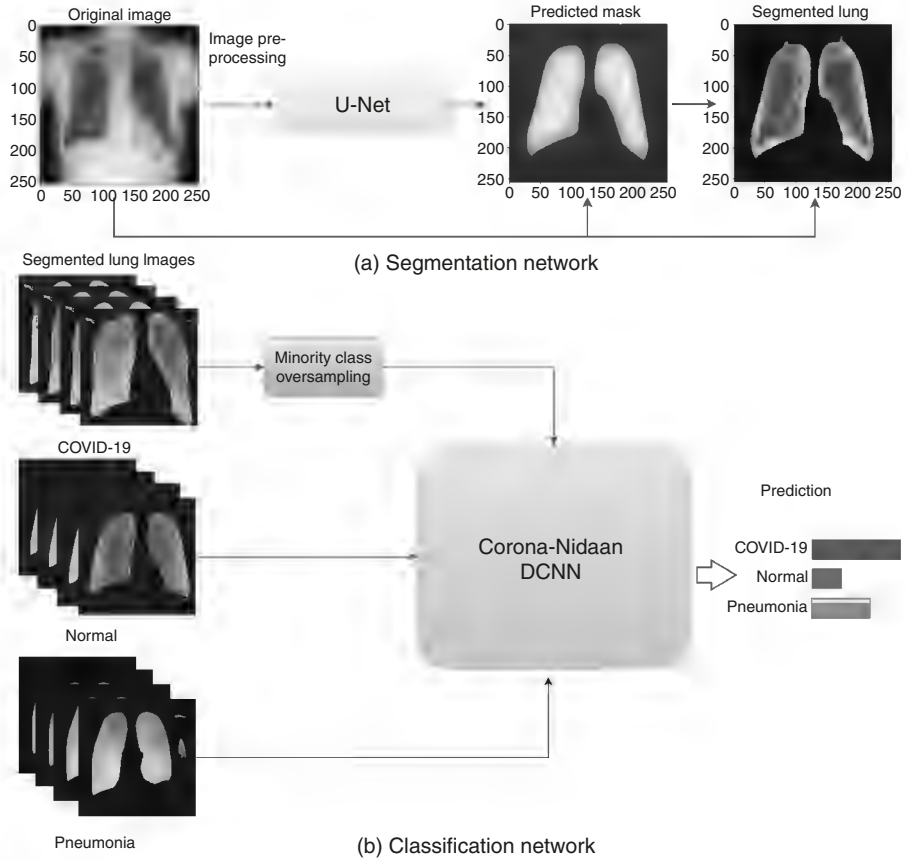 Original image
Predicted mask
Segmented lung
Image pre-
processing
U-Net
0
50
100
150
200
250
0 50 100 150 200 250
0
50
100
150
200
250
0 50 100 150 200 250
0
50
100
150
200
250
0 50 100 150 200 250
(a) Segmentation network
Segmented lung Images
Minority class
oversampling
COVID-19
Corona-Nidaan
DCNN
Prediction
COVID-19
Normal
Pneumonia
Normal
Pneumonia
(b) Classification network